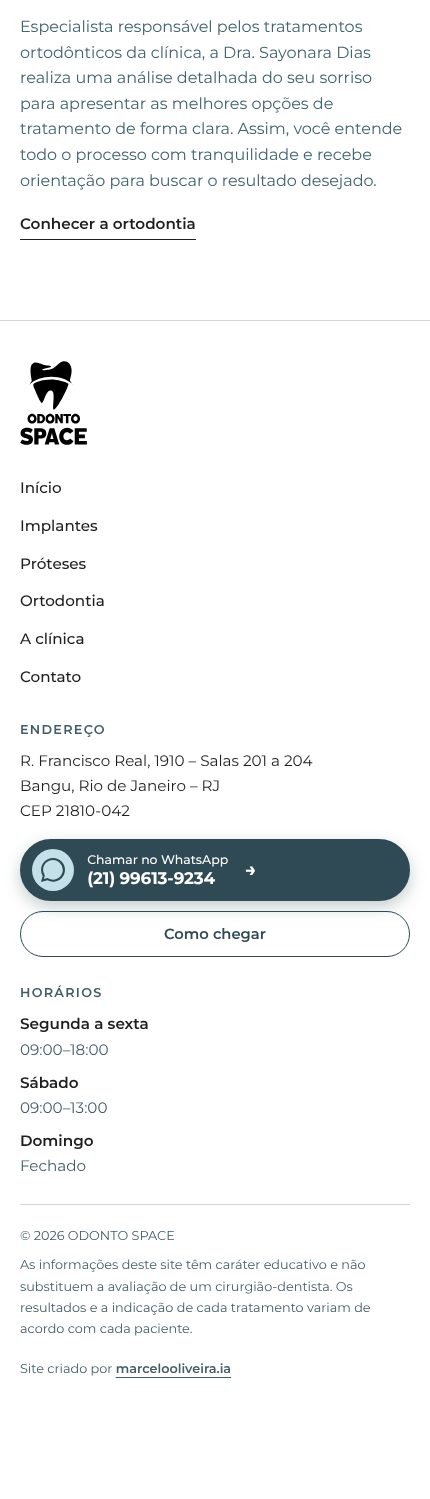 Especialista responsável pelos tratamentos
ortodônticos da clínica, a Dra. Sayonara Dias
realiza uma análise detalhada do seu sorriso
para apresentar as melhores opções de
tratamento de forma clara. Assim, você entende
todo o processo com tranquilidade e recebe
orientação para buscar o resultado desejado.
Conhecer a ortodontia
ODONTO
SPACE
Início
Implantes
Próteses
Ortodontia
A clínica
Contato
ENDEREÇO
R. Francisco Real, 1910 – Salas 201 a 204
Bangu, Rio de Janeiro – RJ
CEP 21810-042
Chamar no WhatsApp
(21) 99613-9234 →
Como chegar
HORÁRIOS
Segunda a sexta
09:00–18:00
Sábado
09:00–13:00
Domingo
Fechado
© 2026 ODONTO SPACE
As informações deste site têm caráter educativo e não
substituem a avaliação de um cirurgião-dentista. Os
resultados e a indicação de cada tratamento variam de
acordo com cada paciente.
Site criado por marcelooliveira.ia